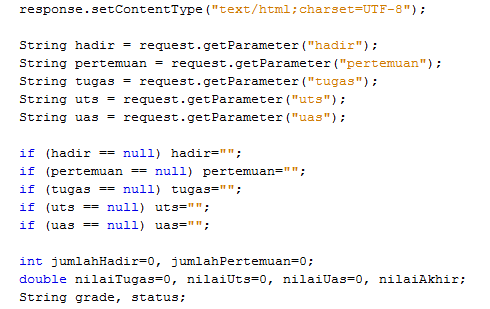 response.setContentType("text/html;charset=UTF-8");
String hadir = request.getParameter("hadir");
String pertemuan = request.getParameter("pertemuan");
String tugas = request.getParameter("tugas");
String uts = request.getParameter("uts");
String uas = request.getParameter("uas");
if (hadir == null) hadir="";
if (pertemuan == null) pertemuan="";
if (tugas == null) tugas="";
if (uts == null) uts="";
if (uas == null) uas="";
int jumlahHadir=0, jumlahPertemuan=0;
double nilaiTugas=0, nilaiUts=0, nilaiUas=0, nilaiAkhir;
String grade, status;